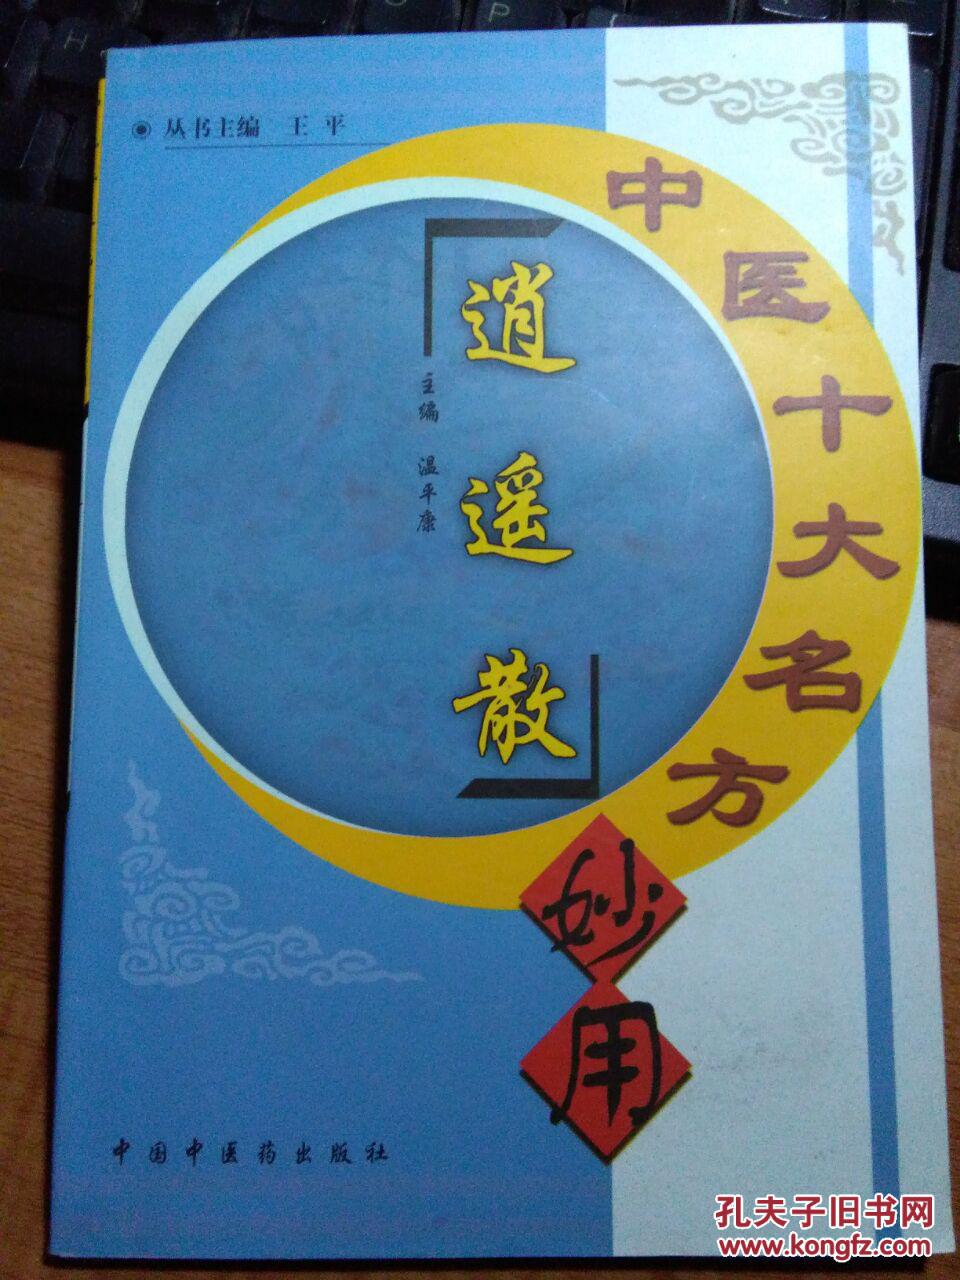 丛书主编 王平
中医十大名方
妙用
逍遥散
主编 温平康
中国中医药出版社
孔夫子旧书网
www.kongfz.com